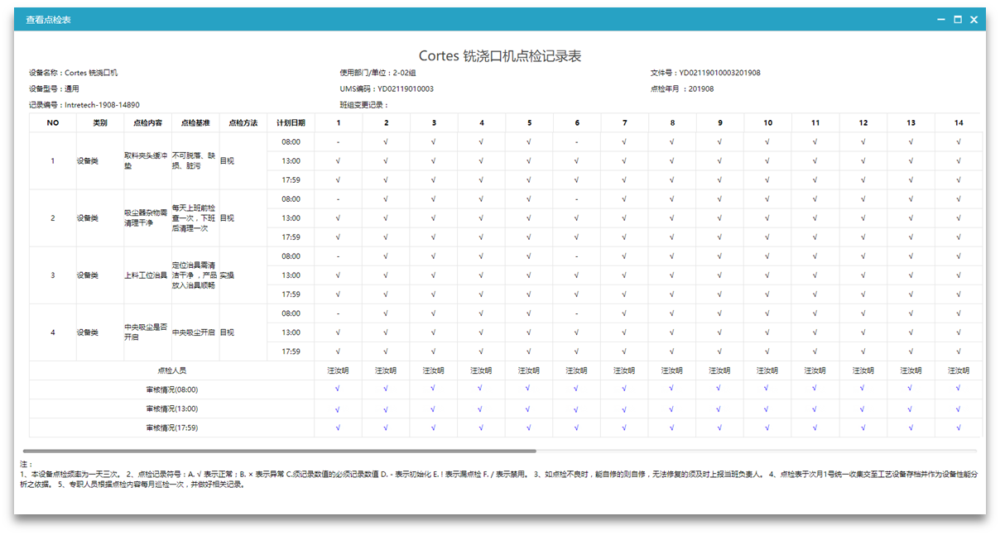 查看点检表
Cortes 铣浇口机点检记录表
设备名称：Cortes 铣浇口机 使用部门/单位：2-02组 文件号：YD02119010003201908
设备型号：通用 UMS编码：YD02119010003 点检年月 ：201908
记录编号：Intretech-1908-14890 班组变更记录：
NO 类别 点检内容 点检基准 点检方法 计划日期 1 2 3 4 5 6 7 8 9 10 11 12 13 14
08:00 - √ √ √ √ - √ √ √ √ √ √ √ √
1 设备类 取料夹头缓冲垫 不可脱落、缺损、脏污 目视 13:00 √ √ √ √ √ √ √ √ √ √ √ √ √ √
17:59 √ √ √ √ √ √ √ √ √ √ √ √ √ √
08:00 - √ √ √ √ - √ √ √ √ √ √ √ √
2 设备类 吸尘器杂物需清理干净 每天上班前检查一次，下班后清理一次 目视 13:00 √ √ √ √ √ √ √ √ √ √ √ √ √ √
17:59 √ √ √ √ √ √ √ √ √ √ √ √ √ √
08:00 - √ √ √ √ - √ √ √ √ √ √ √ √
3 设备类 上料工位治具 定位治具需清洁干净 ，产品放入治具顺畅 实操 13:00 √ √ √ √ √ √ √ √ √ √ √ √ √ √
17:59 √ √ √ √ √ √ √ √ √ √ √ √ √ √
08:00 - √ √ √ √ - √ √ √ √ √ √ √ √
4 设备类 中央吸尘是否开启 中央吸尘开启 目视 13:00 √ √ √ √ √ √ √ √ √ √ √ √ √ √
17:59 √ √ √ √ √ √ √ √ √ √ √ √ √ √
点检人员 汪汝明 汪汝明 汪汝明 汪汝明 汪汝明 汪汝明 汪汝明 汪汝明 汪汝明 汪汝明 汪汝明 汪汝明 汪汝明 汪汝明
审核情况(08:00) √ √ √ √ √ √ √ √ √ √ √ √ √ √
审核情况(13:00) √ √ √ √ √ √ √ √ √ √ √ √ √ √
审核情况(17:59) √ √ √ √ √ √ √ √ √ √ √ √ √ √
注：
1、本设备点检频率为一天三次。 2、点检记录符号：A. √ 表示正常；B. × 表示异常 C.须记录数值的必须记录数值 D. - 表示初始化 E. ! 表示漏点检 F. / 表示禁用。 3、如点检不良时，能自修的则自修，无法修复的须及时上报当班负责人。 4、点检表于次月1号统一收集交至工艺设备存档并作为设备性能分
析之依据。 5、专职人员根据点检内容每月巡检一次，并做好相关记录。